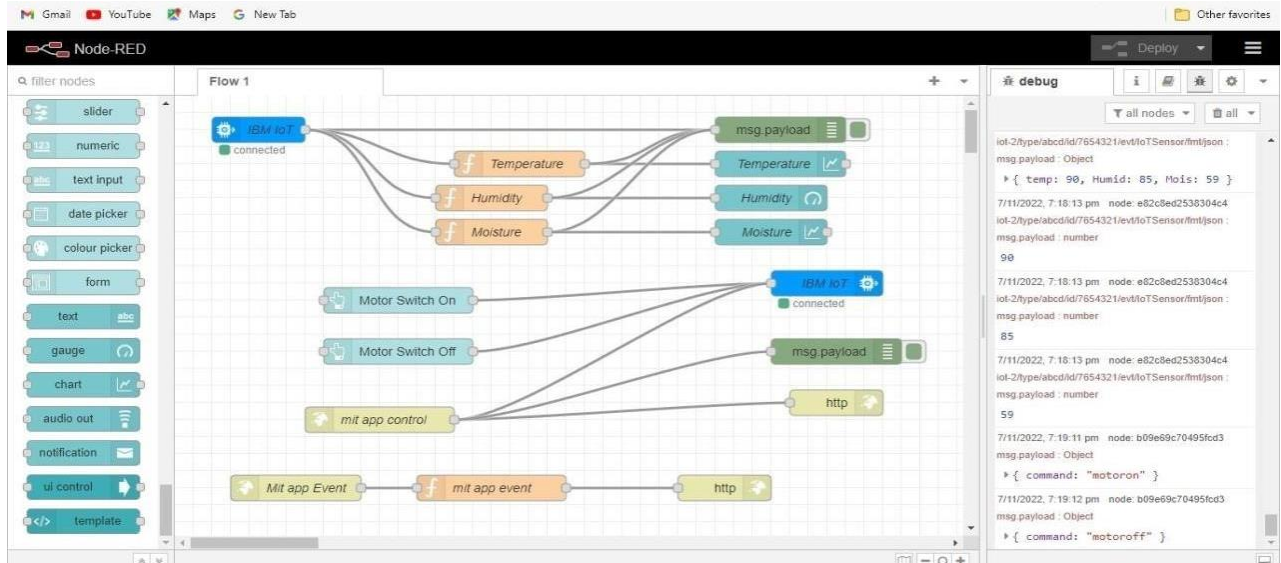 Gmail YouTube Maps New Tab Other favorites
Node-RED Deploy
filter nodes
slider
numeric
text input
date picker
colour picker
form
text abc
gauge
chart
audio out
notification
ui control
template
Flow 1
IBM IoT
connected
Temperature
Humidity
Moisture
msg.payload
Temperature
Humidity
Moisture
Motor Switch On
Motor Switch Off
mit app control
IBM IoT
connected
msg.payload
http
Mit app Event
mit app event
http
debug
all nodes all
iot-2/type/abcd/id/7654321/evt/IoTSensor/fmt/json :
msg.payload : Object
{ temp: 90, Humid: 85, Mois: 59 }
7/11/2022, 7:18:13 pm node: e82c8ed2538304c4
iot-2/type/abcd/id/7654321/evt/IoTSensor/fmt/json :
msg.payload : number
90
7/11/2022, 7:18:13 pm node: e82c8ed2538304c4
iot-2/type/abcd/id/7654321/evt/IoTSensor/fmt/json :
msg.payload : number
85
7/11/2022, 7:18:13 pm node: e82c8ed2538304c4
iot-2/type/abcd/id/7654321/evt/IoTSensor/fmt/json :
msg.payload : number
59
7/11/2022, 7:19:11 pm node: b09e69c70495fcd3
msg.payload : Object
{ command: "motoron" }
7/11/2022, 7:19:12 pm node: b09e69c70495fcd3
msg.payload : Object
{ command: "motoroff" }